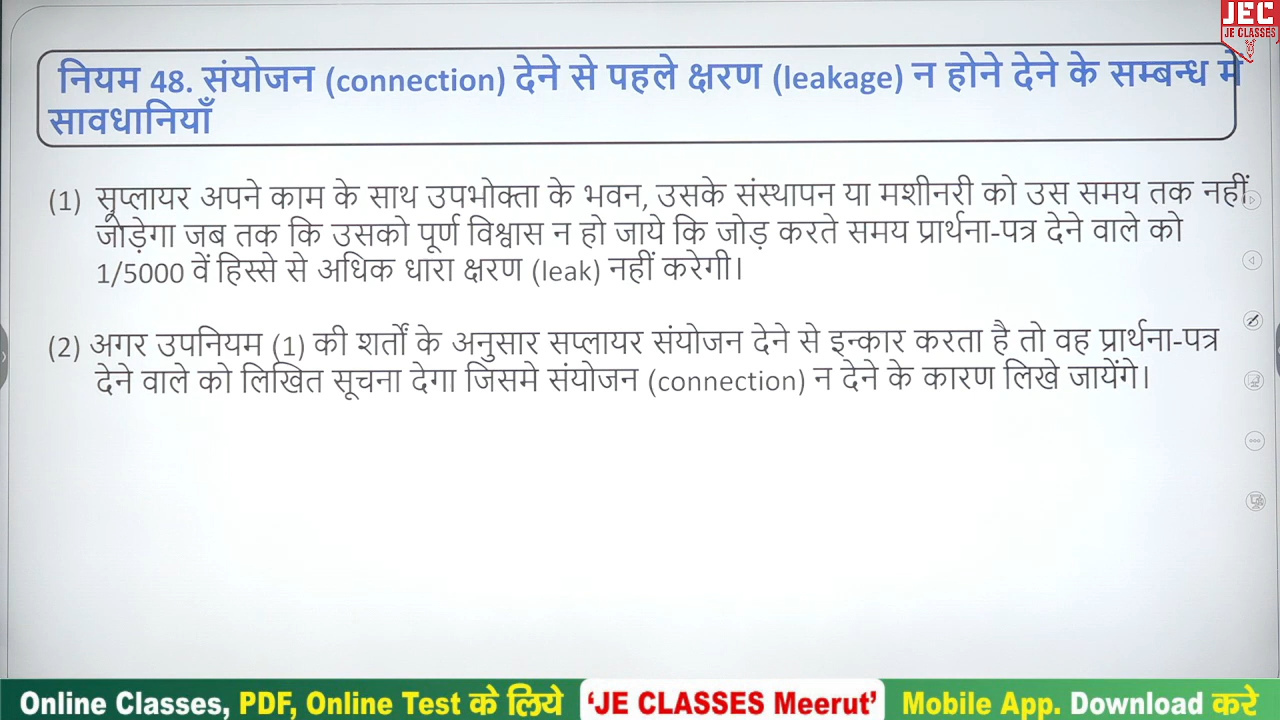 JEC
JE CLASSES
नियम 48. संयोजन (connection) देने से पहले क्षरण (leakage) न होने देने के सम्बन्ध में
सावधानियाँ
(1) सप्लायर अपने काम के साथ उपभोक्ता के भवन, उसके संस्थापन या मशीनरी को उस समय तक नहीं
जोड़ेगा जब तक कि उसको पूर्ण विश्वास न हो जाये कि जोड़ करते समय प्रार्थना-पत्र देने वाले को
1/5000 वें हिस्से से अधिक धारा क्षरण (leak) नहीं करेगी।
(2) अगर उपनियम (1) की शर्तों के अनुसार सप्लायर संयोजन देने से इन्कार करता है तो वह प्रार्थना-पत्र
देने वाले को लिखित सूचना देगा जिसमे संयोजन (connection) न देने के कारण लिखे जायेंगे।
Online Classes, PDF, Online Test के लिये 'JE CLASSES Meerut' Mobile App. Download करे